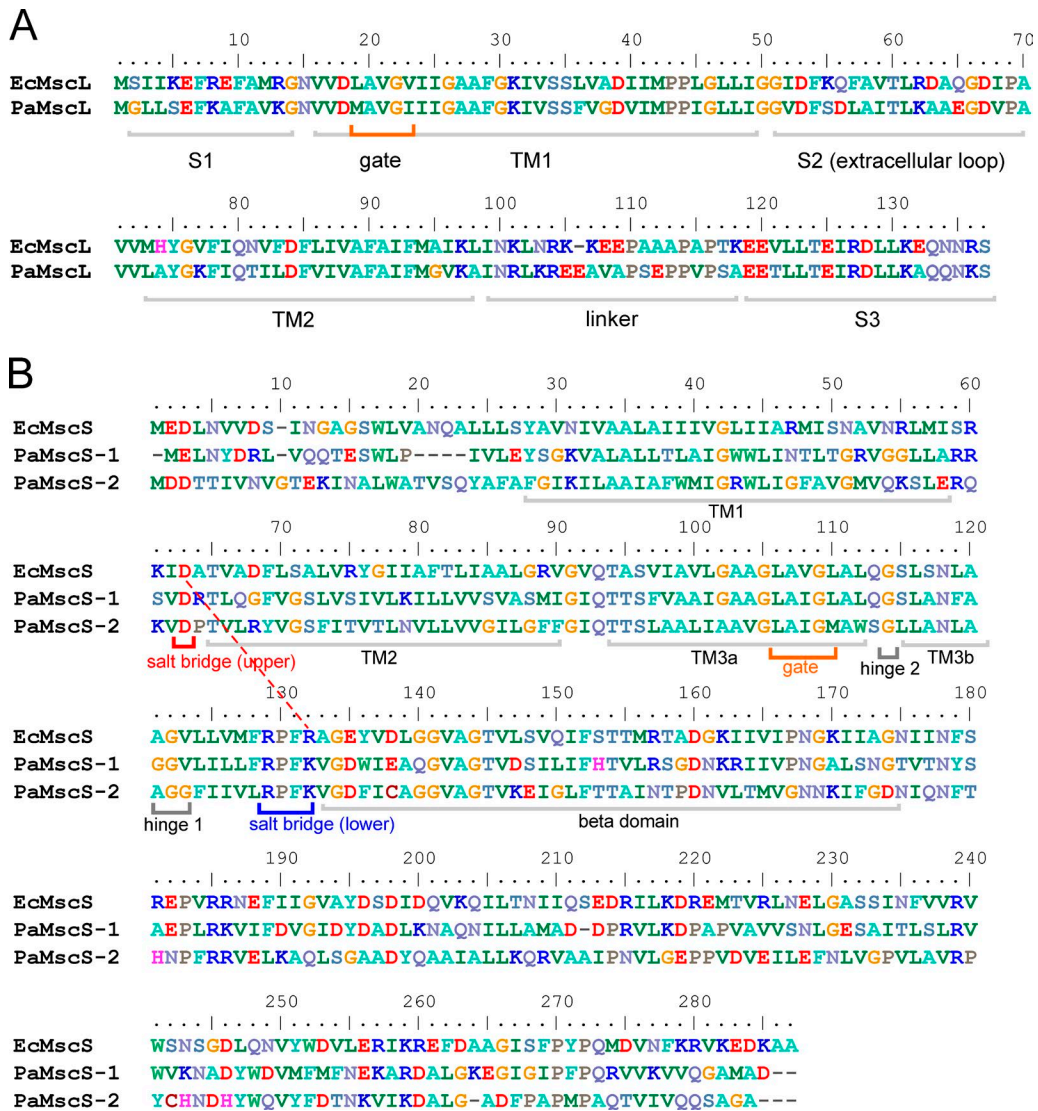 A
10 20 30 40 50 60 70
EcMscL MSIIKEFREFAMRGNVVDLAVGVIIGAAFGKIVSSLVADIIMPPLGLLIGGIDFKQFAVTLRDAQGDIPA
PaMscL MGLLSEFKAFAVKGNVVDMAVGIIIGAAFGKIVSSFVGDVIMPPIGLLIGGVDFSDLAITLKAAEGDVPA
S1 gate TM1 S2 (extracellular loop)
80 90 100 110 120 130
EcMscL VVMHYGVFIQNVFDFLIVAFAIFMAIKLINKLNRK-KEEPAAAPAPTKEEVLLTEIRDLLKEQNNRS
PaMscL VVLAYGKFIQTILDFVIVAFAIFMGVKAINRLKREEAVAPSEPPVPSAEETLLTEIRDLLKAQQNKS
TM2 linker S3
B
10 20 30 40 50 60
EcMscS MEDLNVVDS-INGAGSWLVANQALLLSYAVNIVAALAIIIVGLIIARMISNAVNRLMISR
PaMscS-1 -MELNYDRL-VQQTESWLP----IVLEYSGKVALALLTLAIGWWLINTLTGRVGGLLARR
PaMscS-2 MDDTTIVNVGTEKINALWATVSQYAFAFGIKILAAIAFWMIGRWLIGFAVGMVQKSLERQ
TM1
70 80 90 100 110 120
EcMscS KIDATVADFLSALVRYGIIAFTLIAALGRVGVQTASVIAVLGAAGLAVGLALQGSLSNLA
PaMscS-1 SVDRTLQGFVGSLVSIVLKILLVVSVASMIGIQTTSFVAAIGAAGLAIGLALQGSLANFA
PaMscS-2 KVDPTVLRYVGSFITVTLNVLLVVGILGFFGIQTTSLAALIAAVGLAIGMAWSGLLANLA
salt bridge (upper) TM2 TM3a gate hinge 2 TM3b
130 140 150 160 170 180
EcMscS AGVLLVMFRPFRAGEYVDLGGVAGTVLSVQIFSTTMRTADGKIIVIPNGKIIAGNIINFS
PaMscS-1 GGVLILLFRPFKVGDWIEAQGVAGTVDSILIFHTVLRSGDNKRIIVPNGALSNGTVTNYS
PaMscS-2 AGGFIIVLRPFKVGDFICAGGVAGTVKEIGLFTTAINTPDNVLTMVGNNKIFGDNIQNFT
hinge 1 salt bridge (lower) beta domain
190 200 210 220 230 240
EcMscS REPVRRNEFIIGVAYDSDIDQVKQILTNIIQSEDRILKDREMTVRLNELGASSINFVVRV
PaMscS-1 AEPLRKVIFDVGIDYDADLKNAQNILLAMAD-DPRVLKDPAPVAVVSNLGESAITLSLRV
PaMscS-2 HNPFRRVELKAQLSGAADYQAAIALLKQRVAAIPNVLGEPPVDVEILEFNLVGPVLAVRP
250 260 270 280
EcMscS WSNSGDLQNVYWDVLERIKREFDAAGISFPYPQMDVNFKRVKEDKAA
PaMscS-1 WVKNADYWDVMFMFNEKARDALGKEGIGIPFPQRVVKVVQGAMAD--
PaMscS-2 YCHNDHYWQVYFDTNKVIKDALG-ADFPAPMPAQTVIVQQSAGA---